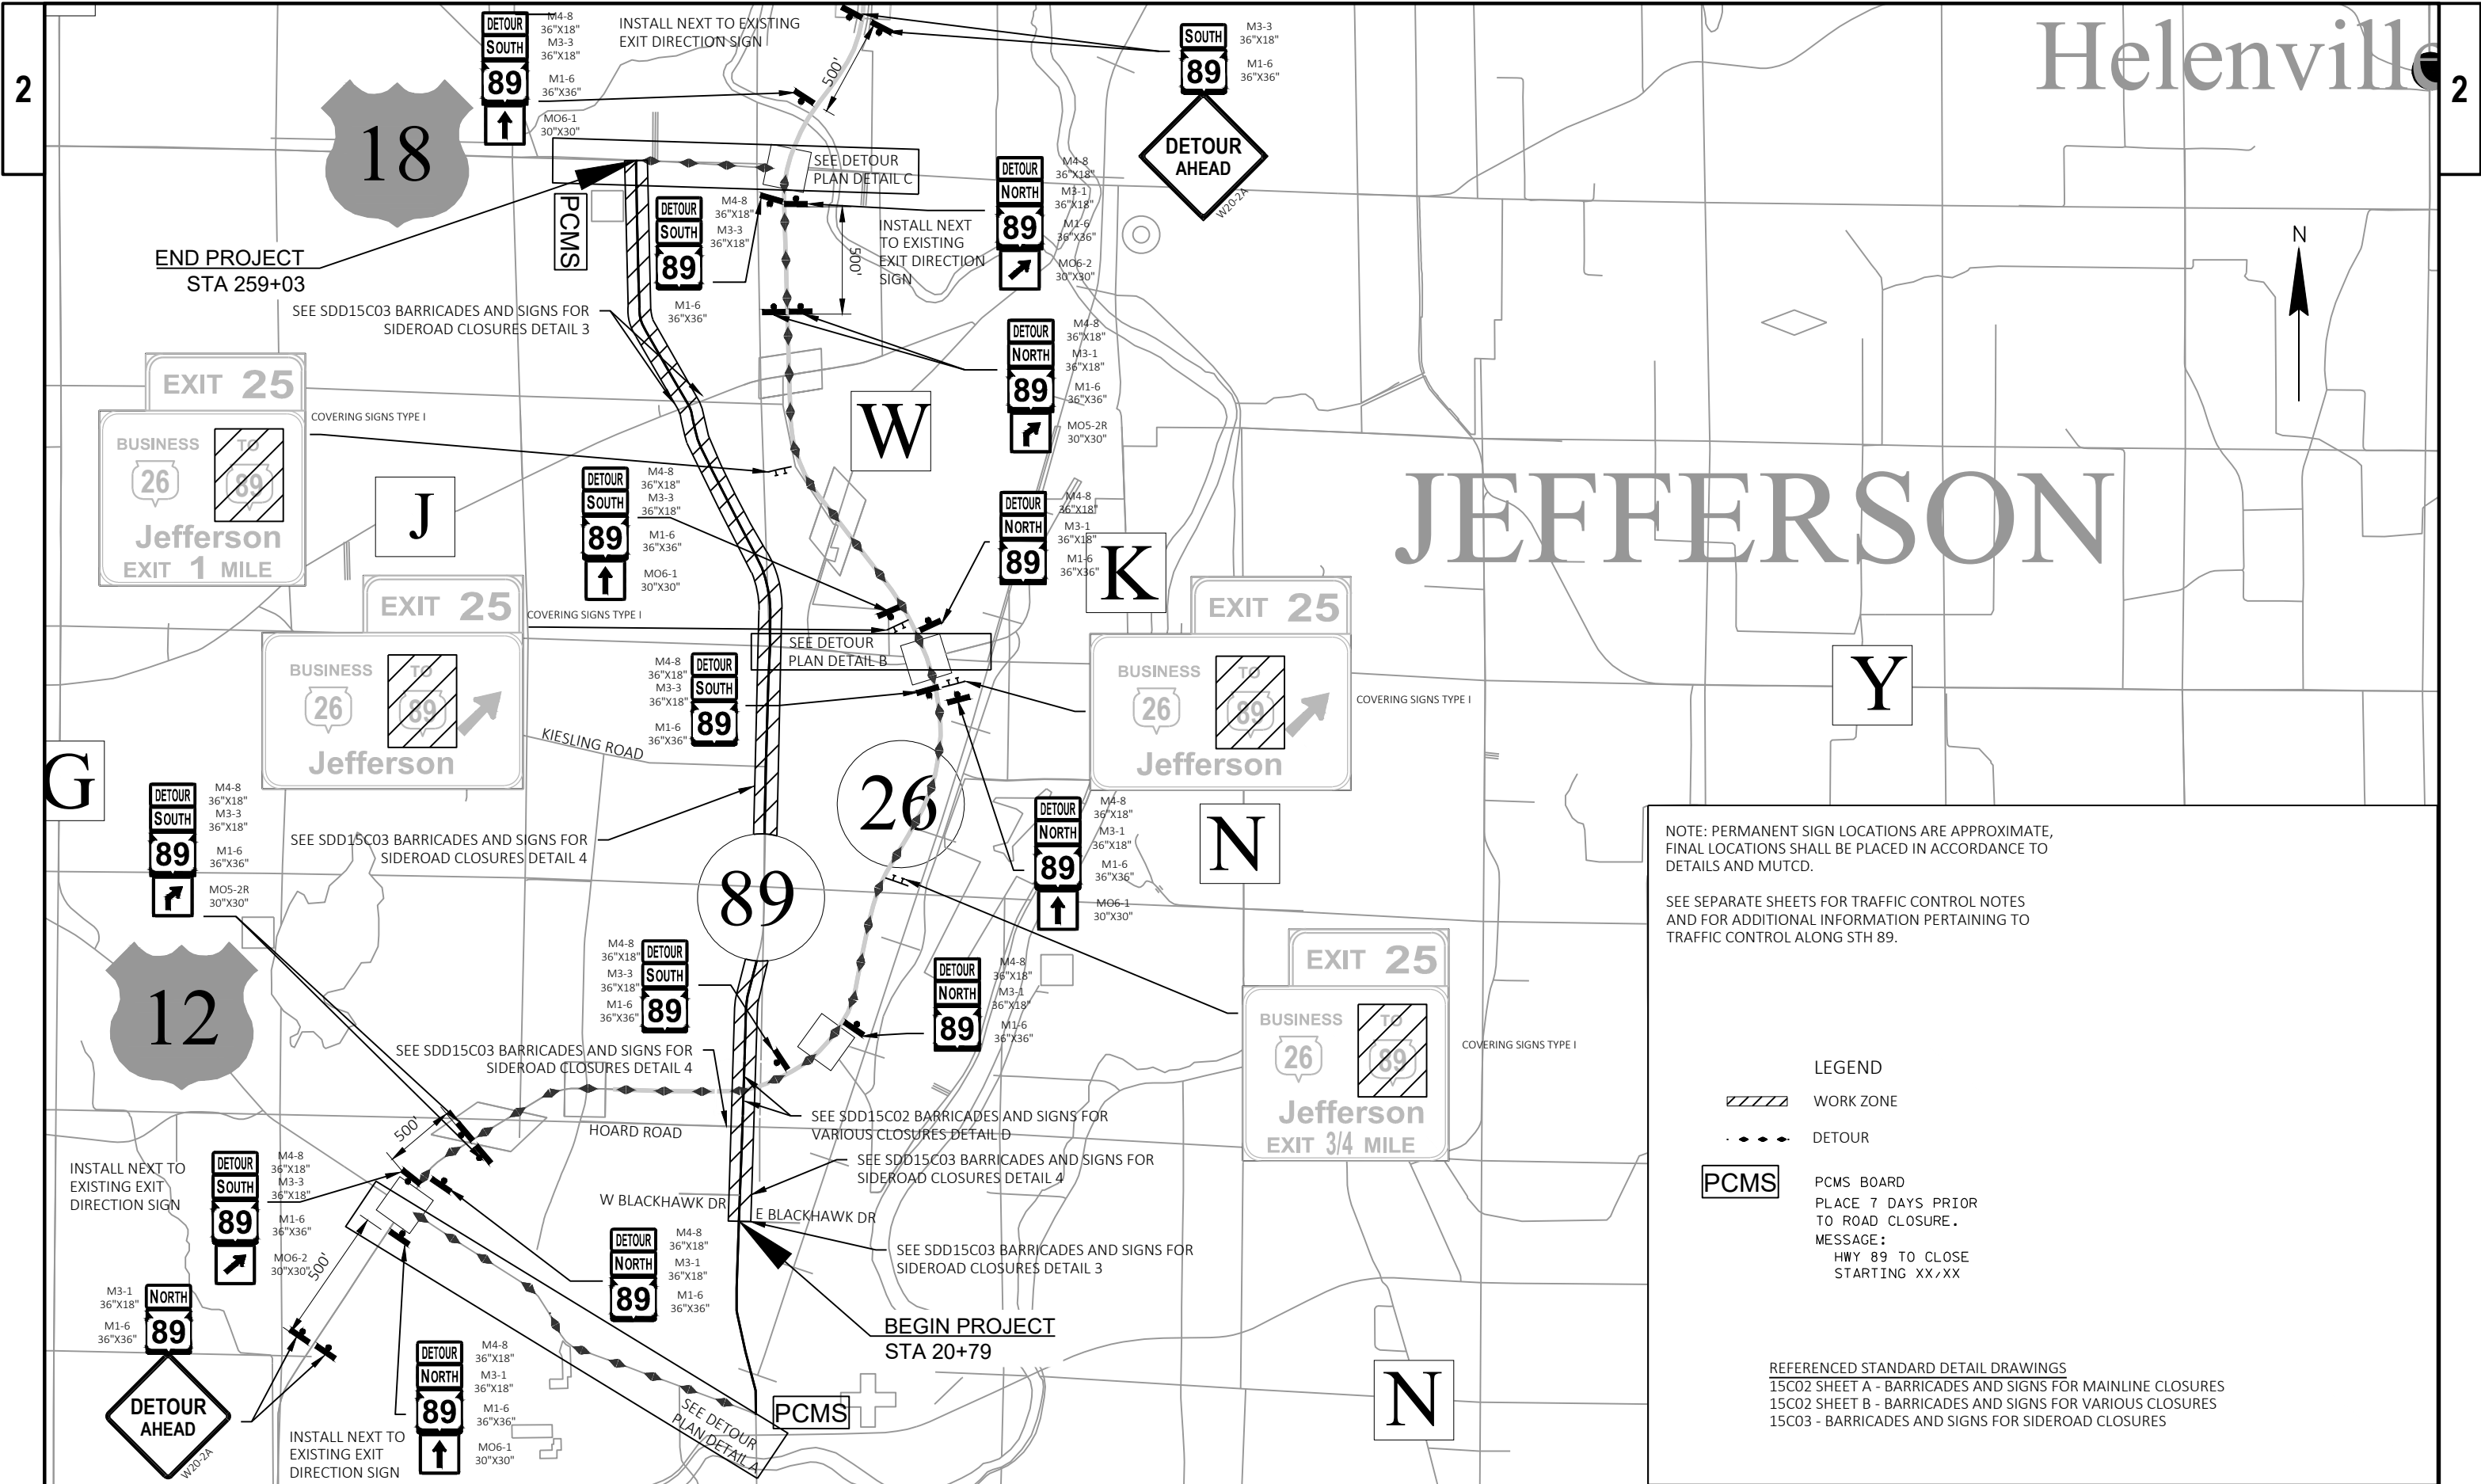 2
2
Helenville
DETOUR
SOUTH
89
M4-8
36"X18"
M3-3
36"X18"
M1-6
36"X36"
MO6-1
30"X30"
INSTALL NEXT TO EXISTING
EXIT DIRECTION SIGN
500'
SOUTH
89
M3-3
36"X18"
M1-6
36"X36"
DETOUR
AHEAD
W20-2A
18
SEE DETOUR
PLAN DETAIL C
PCMS
END PROJECT
STA 259+03
DETOUR
SOUTH
89
M4-8
36"X18"
M3-3
36"X18"
M1-6
36"X36"
INSTALL NEXT
TO EXISTING
EXIT DIRECTION
SIGN
500'
DETOUR
NORTH
89
M4-8
36"X18"
M3-1
36"X18"
M1-6
36"X36"
MO6-2
30"X30"
N
SEE SDD15C03 BARRICADES AND SIGNS FOR
SIDEROAD CLOSURES DETAIL 3
DETOUR
NORTH
89
M4-8
36"X18"
M3-1
36"X18"
M1-6
36"X36"
MO5-2R
30"X30"
EXIT 25
BUSINESS
26
TO
89
Jefferson
EXIT 1 MILE
COVERING SIGNS TYPE I
W
J
DETOUR
SOUTH
89
M4-8
36"X18"
M3-3
36"X18"
M1-6
36"X36"
MO6-1
30"X30"
DETOUR
NORTH
89
M4-8
36"X18"
M3-1
36"X18"
M1-6
36"X36"
K
JEFFERSON
EXIT 25
BUSINESS
26
TO
89
Jefferson
COVERING SIGNS TYPE I
SEE DETOUR
PLAN DETAIL B
M4-8
36"X18"
M3-3
36"X18"
M1-6
36"X36"
DETOUR
SOUTH
89
EXIT 25
BUSINESS
26
TO
89
Jefferson
COVERING SIGNS TYPE I
Y
KIESLING ROAD
G
26
DETOUR
SOUTH
89
M4-8
36"X18"
M3-3
36"X18"
M1-6
36"X36"
MO5-2R
30"X30"
SEE SDD15C03 BARRICADES AND SIGNS FOR
SIDEROAD CLOSURES DETAIL 4
DETOUR
NORTH
89
M4-8
36"X18"
M3-1
36"X18"
M1-6
36"X36"
MO6-1
30"X30"
N
89
NOTE: PERMANENT SIGN LOCATIONS ARE APPROXIMATE,
FINAL LOCATIONS SHALL BE PLACED IN ACCORDANCE TO
DETAILS AND MUTCD.
SEE SEPARATE SHEETS FOR TRAFFIC CONTROL NOTES
AND FOR ADDITIONAL INFORMATION PERTAINING TO
TRAFFIC CONTROL ALONG STH 89.
12
M4-8
36"X18"
M3-3
36"X18"
M1-6
36"X36"
DETOUR
SOUTH
89
DETOUR
NORTH
89
M4-8
36"X18"
M3-1
36"X18"
M1-6
36"X36"
EXIT 25
BUSINESS
26
TO
89
Jefferson
EXIT 3/4 MILE
COVERING SIGNS TYPE I
SEE SDD15C03 BARRICADES AND SIGNS FOR
SIDEROAD CLOSURES DETAIL 4
SEE SDD15C02 BARRICADES AND SIGNS FOR
VARIOUS CLOSURES DETAIL D
HOARD ROAD
500'
SEE SDD15C03 BARRICADES AND SIGNS FOR
SIDEROAD CLOSURES DETAIL 4
INSTALL NEXT TO
EXISTING EXIT
DIRECTION SIGN
DETOUR
SOUTH
89
M4-8
36"X18"
M3-3
36"X18"
M1-6
36"X36"
MO6-2
30"X30"
500'
W BLACKHAWK DR
E BLACKHAWK DR
DETOUR
NORTH
89
M4-8
36"X18"
M3-1
36"X18"
M1-6
36"X36"
SEE SDD15C03 BARRICADES AND SIGNS FOR
SIDEROAD CLOSURES DETAIL 3
M3-1
36"X18"
M1-6
36"X36"
NORTH
89
DETOUR
AHEAD
W20-2A
BEGIN PROJECT
STA 20+79
DETOUR
NORTH
89
M4-8
36"X18"
M3-1
36"X18"
M1-6
36"X36"
MO6-1
30"X30"
INSTALL NEXT TO
EXISTING EXIT
DIRECTION SIGN
SEE DETOUR
PLAN DETAIL A
PCMS
N
LEGEND
WORK ZONE
DETOUR
PCMS
PCMS BOARD
PLACE 7 DAYS PRIOR
TO ROAD CLOSURE.
MESSAGE:
HWY 89 TO CLOSE
STARTING XX/XX
REFERENCED STANDARD DETAIL DRAWINGS
15C02 SHEET A - BARRICADES AND SIGNS FOR MAINLINE CLOSURES
15C02 SHEET B - BARRICADES AND SIGNS FOR VARIOUS CLOSURES
15C03 - BARRICADES AND SIGNS FOR SIDEROAD CLOSURES